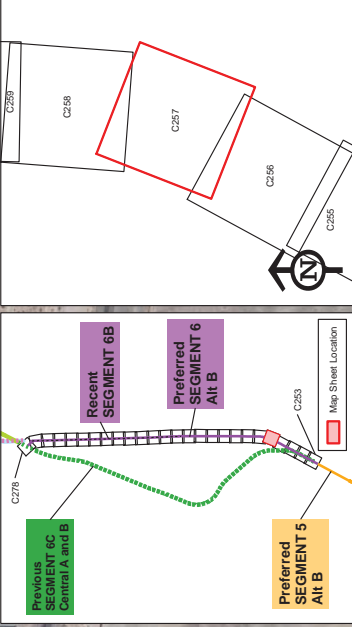 C259
C258
C257
C256
C255
N
C278
Recent
SEGMENT 6B
Preferred
SEGMENT 6
Alt B
Previous
SEGMENT 6C
Central A and B
C253
Preferred
SEGMENT 5
Alt B
Map Sheet Location